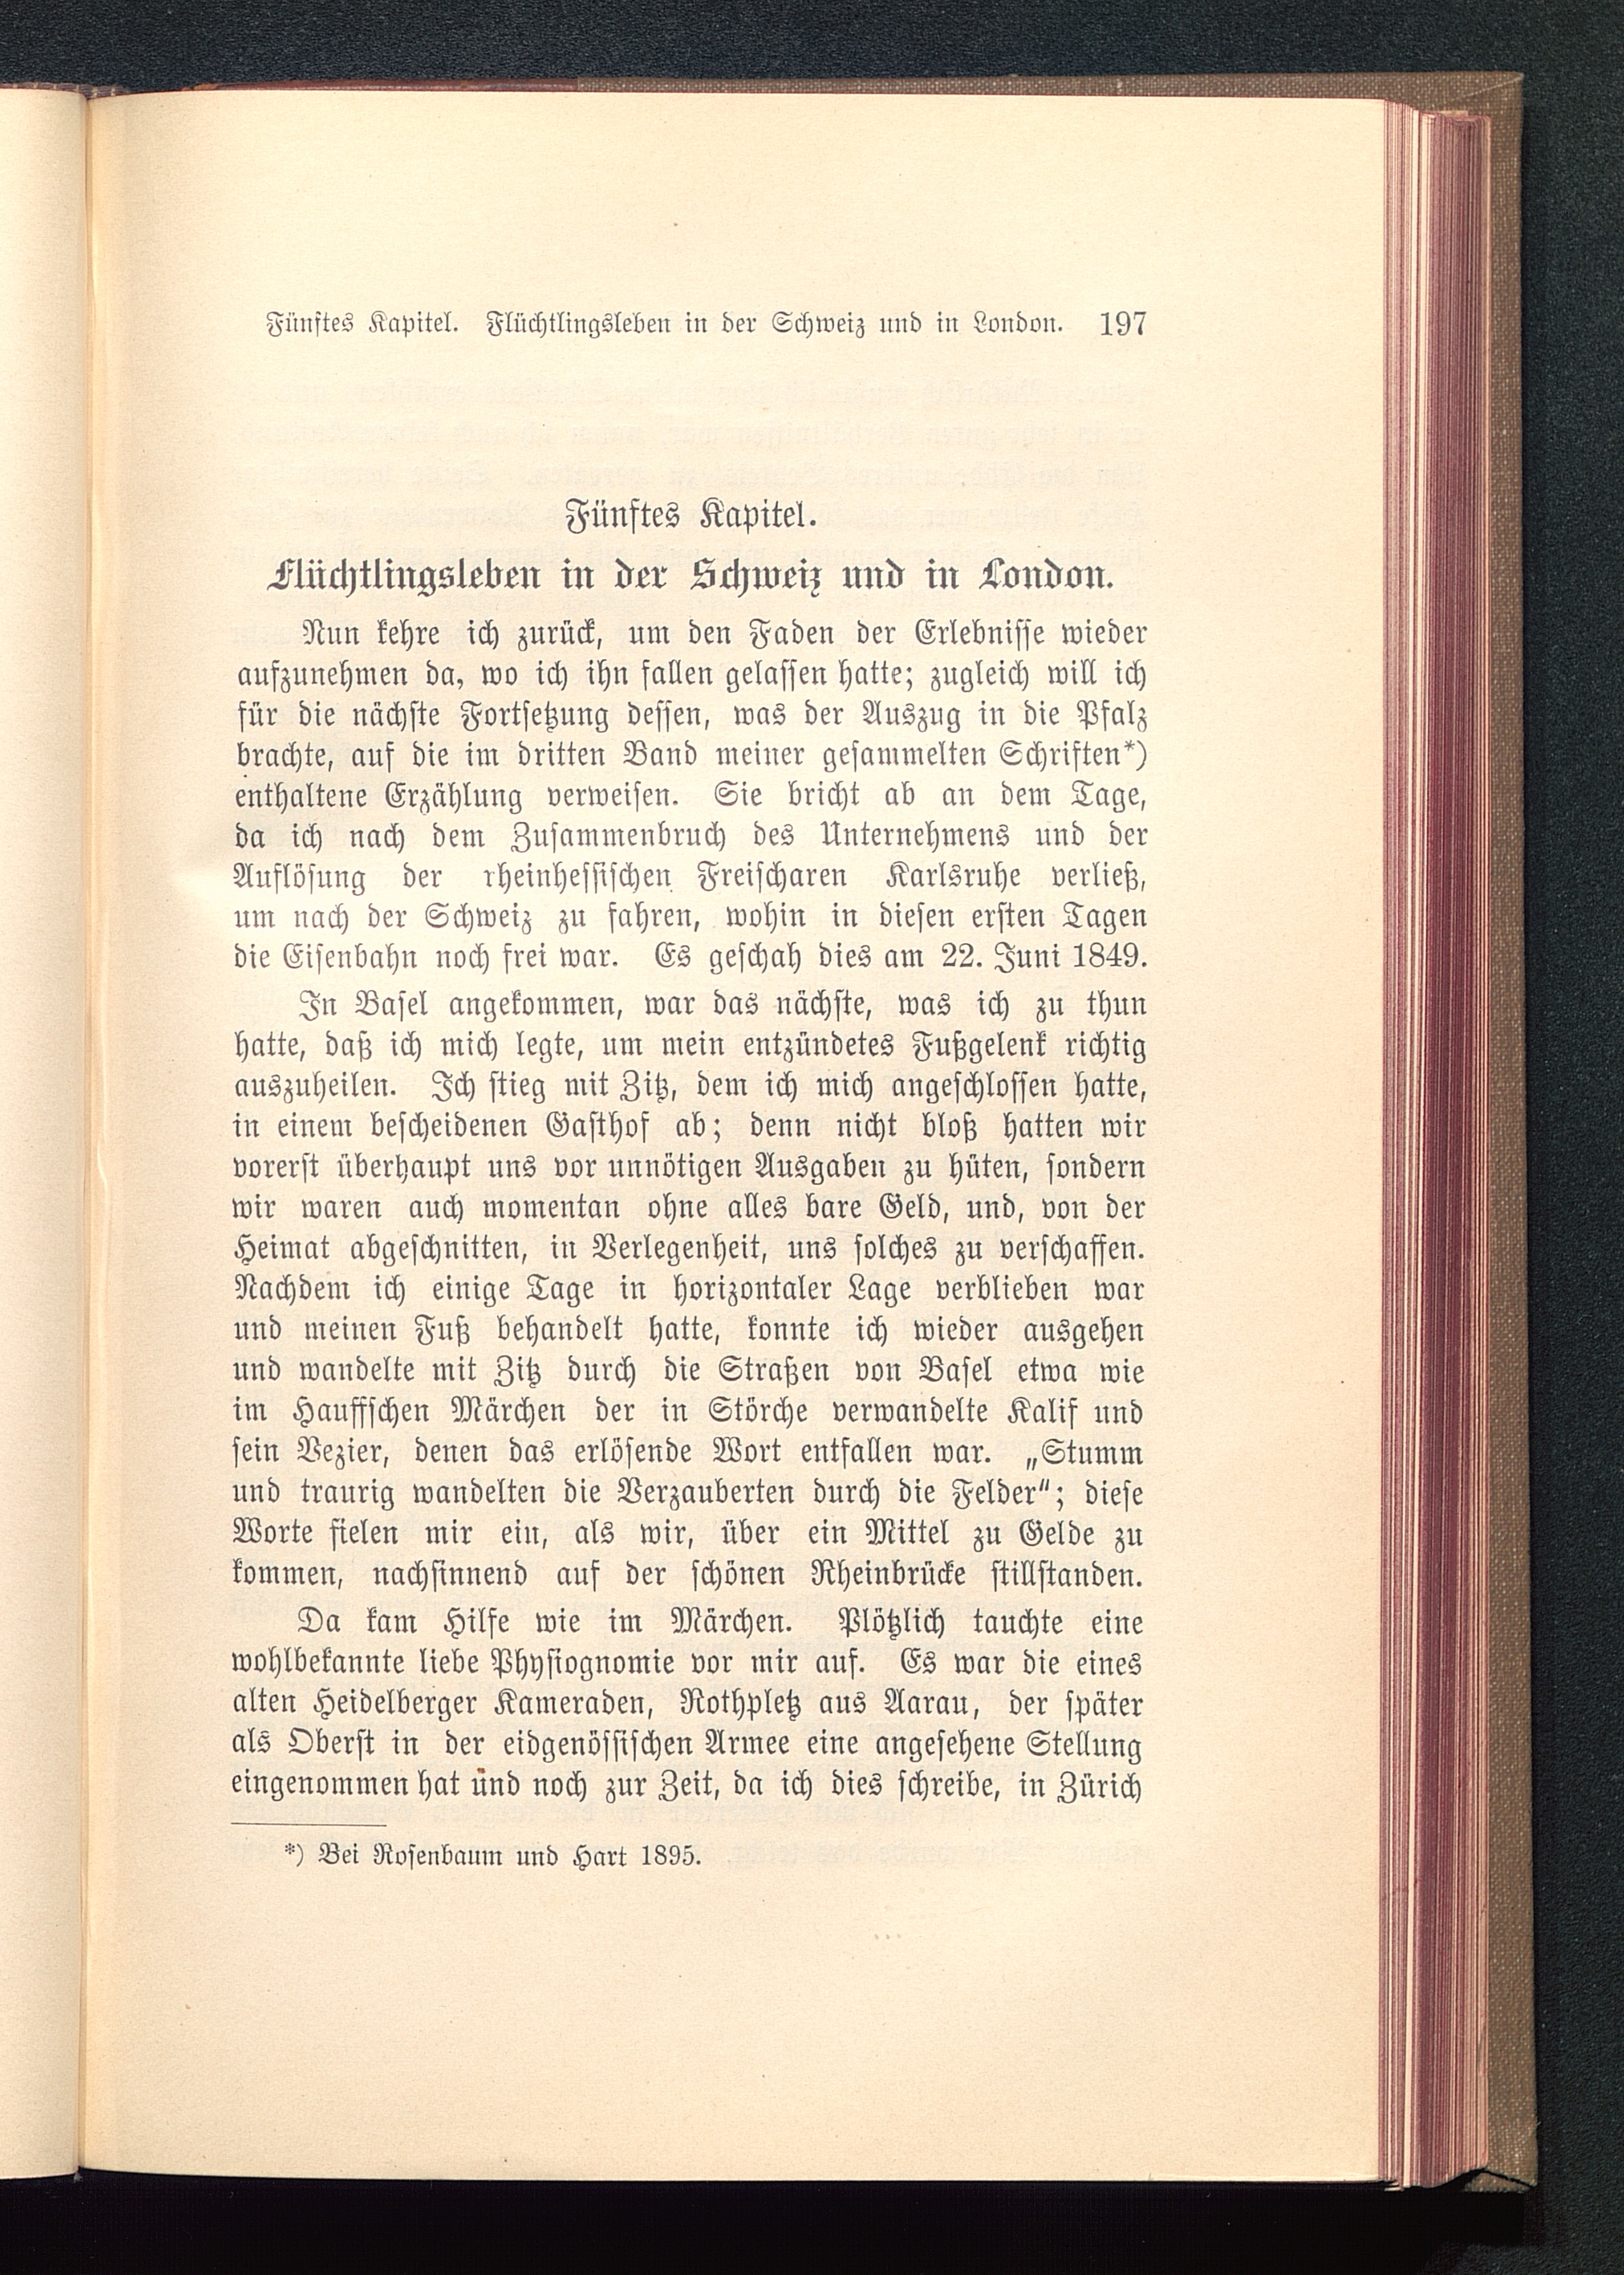 Fünftes Kapitel. Flüchtlingsleben in der Schweiz und in London. 197
Fünftes Kapitel.
Flüchtlingsleben in der Schweiz und in London.
Nun kehre ich zurück, um den Faden der Erlebnisse wieder
aufzunehmen da, wo ich ihn fallen gelassen hatte; zugleich will ich
für die nächste Fortsetzung dessen, was der Auszug in die Pfalz
brachte, auf die im dritten Band meiner gesammelten Schriften*)
enthaltene Erzählung verweisen. Sie bricht ab an dem Tage,
da ich nach dem Zusammenbruch des Unternehmens und der
Auflösung der rheinhessischen Freischaren Karlsruhe verließ,
um nach der Schweiz zu fahren, wohin in diesen ersten Tagen
die Eisenbahn noch frei war. Es geschah dies am 22. Juni 1849.
In Basel angekommen, war das nächste, was ich zu thun
hatte, daß ich mich legte, um mein entzündetes Fußgelenk richtig
auszuheilen. Ich stieg mit Zitz, dem ich mich angeschlossen hatte,
in einem bescheidenen Gasthof ab; denn nicht bloß hatten wir
vorerst überhaupt uns vor unnötigen Ausgaben zu hüten, sondern
wir waren auch momentan ohne alles bare Geld, und, von der
Heimat abgeschnitten, in Verlegenheit, uns solches zu verschaffen.
Nachdem ich einige Tage in horizontaler Lage verblieben war
und meinen Fuß behandelt hatte, konnte ich wieder ausgehen
und wandelte mit Zitz durch die Straßen von Basel etwa wie
im Hauffschen Märchen der in Störche verwandelte Kalif und
sein Vezier, denen das erlösende Wort entfallen war. „Stumm
und traurig wandelten die Verzauberten durch die Felder“; diese
Worte fielen mir ein, als wir, über ein Mittel zu Gelde zu
kommen, nachsinnend auf der schönen Rheinbrücke stillstanden.
Da kam Hilfe wie im Märchen. Plötzlich tauchte eine
wohlbekannte liebe Physiognomie vor mir auf. Es war die eines
alten Heidelberger Kameraden, Rothpletz aus Aarau, der später
als Oberst in der eidgenössischen Armee eine angesehene Stellung
eingenommen hat und noch zur Zeit, da ich dies schreibe, in Zürich
*) Bei Rosenbaum und Hart 1895.